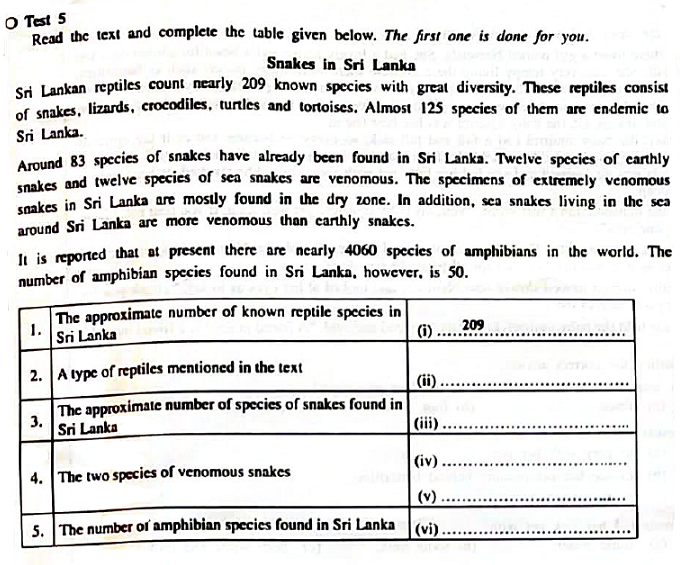 Test 5
Read the text and complete the table given below. The first one is done for you.
Snakes in Sri Lanka
Sri Lankan reptiles count nearly 209 known species with great diversity. These reptiles consist
of snakes, lizards, crocodiles, turtles and tortoises. Almost 125 species of them are endemic to
Sri Lanka.
Around 83 species of snakes have already been found in Sri Lanka. Twelve species of earthly
snakes and twelve species of sea snakes are venomous. The specimens of extremely venomous
snakes in Sri Lanka are mostly found in the dry zone. In addition, sea snakes living in the sea
around Sri Lanka are more venomous than earthly snakes.
It is reported that at present there are nearly 4060 species of amphibians in the world. The
number of amphibian species found in Sri Lanka, however, is 50.
1. The approximate number of known reptile species in
Sri Lanka
(i) ......209..............................
2. A type of reptiles mentioned in the text
(ii) ....................................
3. The approximate number of species of snakes found in
Sri Lanka
(iii) ...................................
4. The two species of venomous snakes
(iv) ...................................
(v) ...................................
5. The number of amphibian species found in Sri Lanka
(vi) ...................................